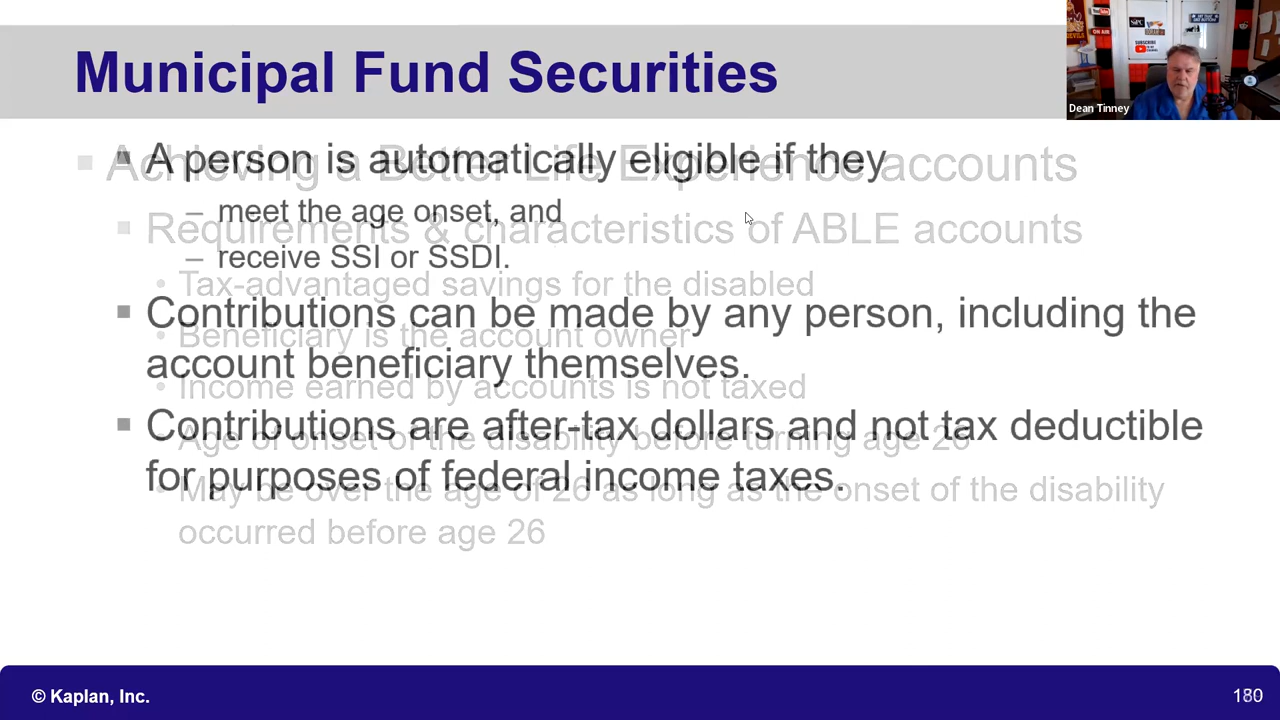 Municipal Fund Securities
Dean Tinney
ON AIR
SIPC
SUBSCRIBE
A person is automatically eligible if they
Achieving a Better Life Experience accounts
– meet the age onset, and
Requirements & characteristics of ABLE accounts
– receive SSI or SSDI.
Tax-advantaged savings for the disabled
Contributions can be made by any person, including the
Beneficiary is the account owner
account beneficiary themselves.
Income earned by accounts is not taxed
Contributions are after-tax dollars and not tax deductible
Age of onset of the disability before turning age 26
for purposes of federal income taxes.
May be over the age of 26 as long as the onset of the disability
occurred before age 26
© Kaplan, Inc.